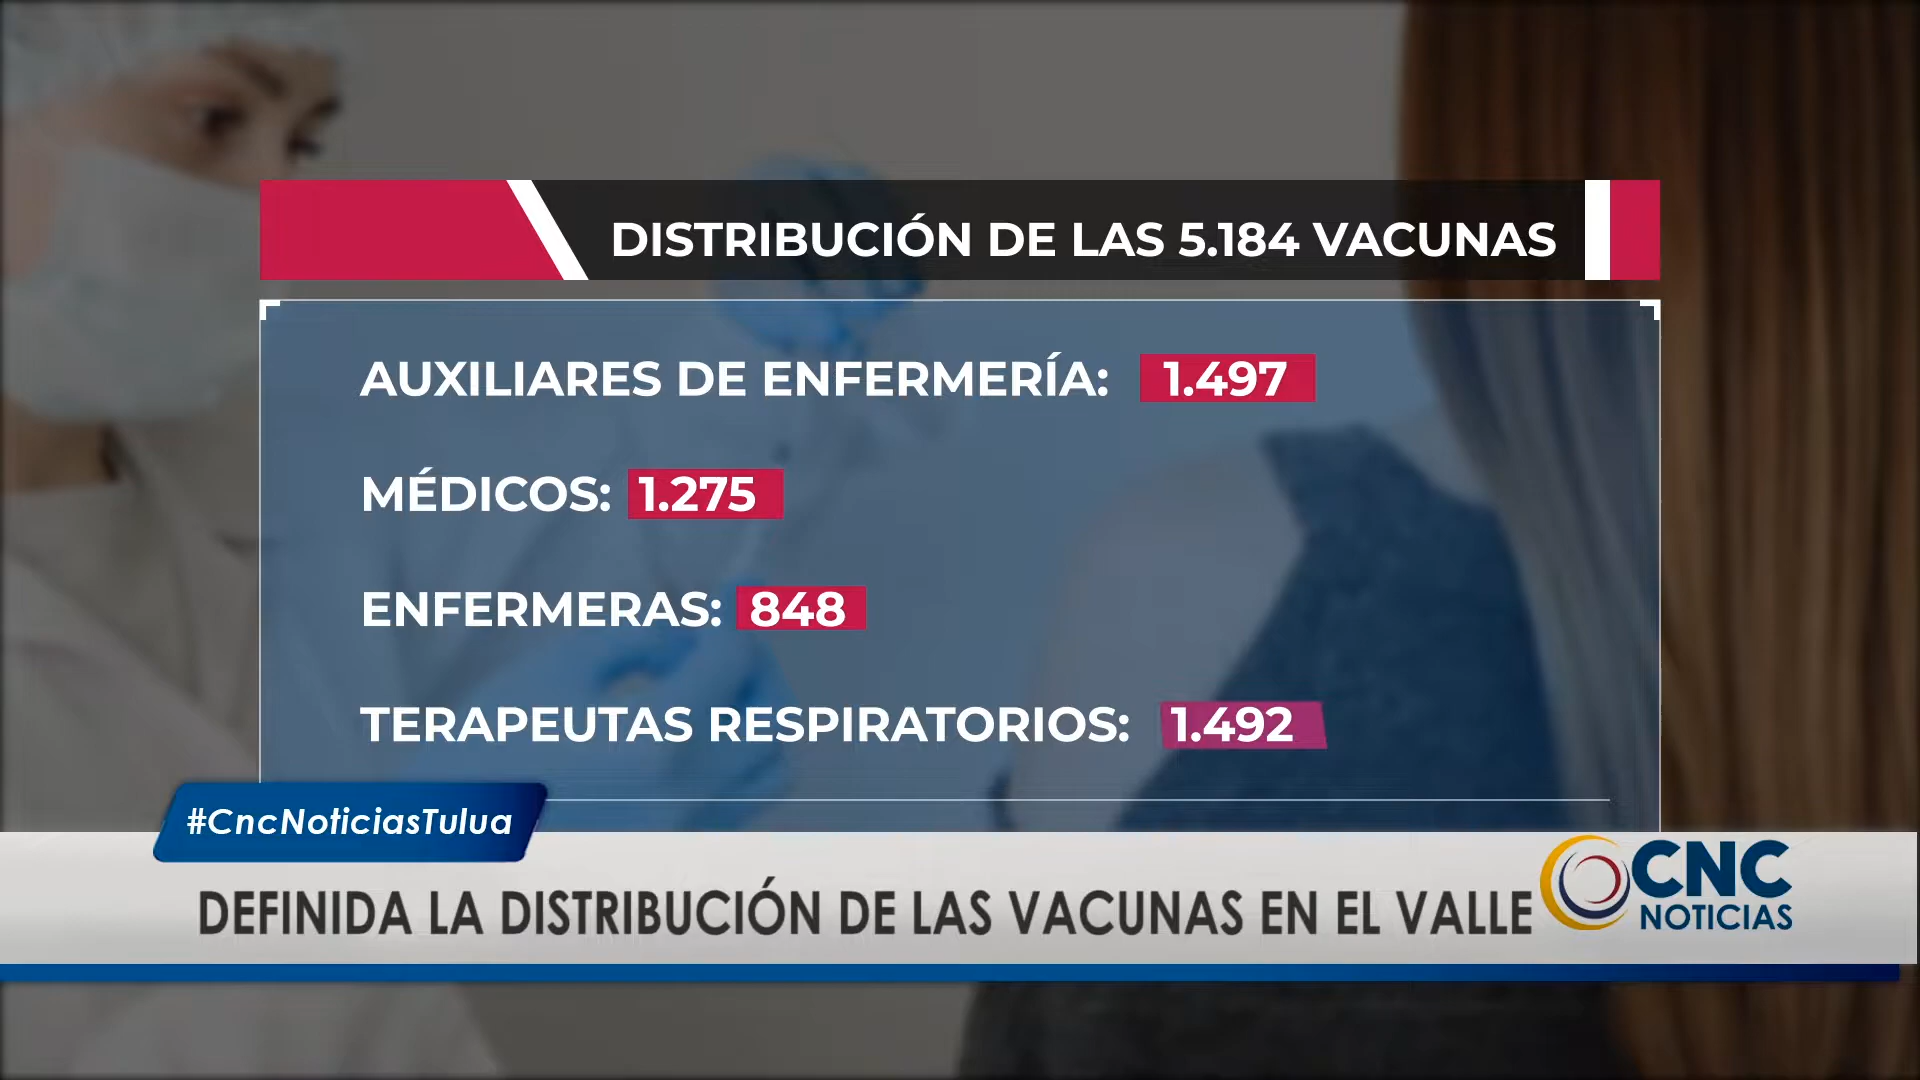 DISTRIBUCIÓN DE LAS 5.184 VACUNAS
AUXILIARES DE ENFERMERÍA: 1.497
MÉDICOS: 1.275
ENFERMERAS: 848
TERAPEUTAS RESPIRATORIOS: 1.492
#CncNoticiasTulua
DEFINIDA LA DISTRIBUCIÓN DE LAS VACUNAS EN EL VALLE
CNC
NOTICIAS